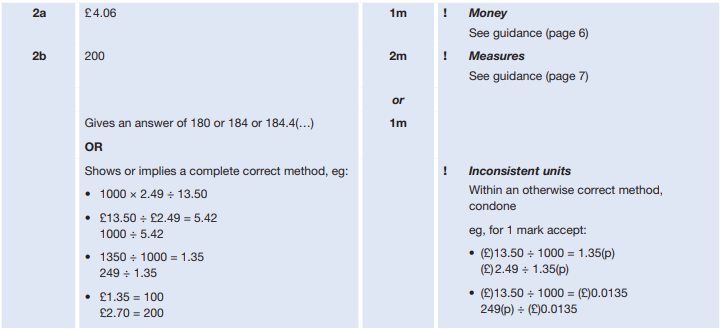 2a £4.06 1m ! Money
See guidance (page 6)
2b 200 2m ! Measures
See guidance (page 7)
or
Gives an answer of 180 or 184 or 184.4(…) 1m
OR
Shows or implies a complete correct method, eg: ! Inconsistent units
• 1000 × 2.49 ÷ 13.50
• £13.50 ÷ £2.49 = 5.42
1000 ÷ 5.42
• 1350 ÷ 1000 = 1.35
249 ÷ 1.35
• £1.35 = 100
£2.70 = 200
Within an otherwise correct method,
condone
eg, for 1 mark accept:
• (£)13.50 ÷ 1000 = 1.35(p)
(£)2.49 ÷ 1.35(p)
• (£)13.50 ÷ 1000 = (£)0.0135
249(p) ÷ (£)0.0135